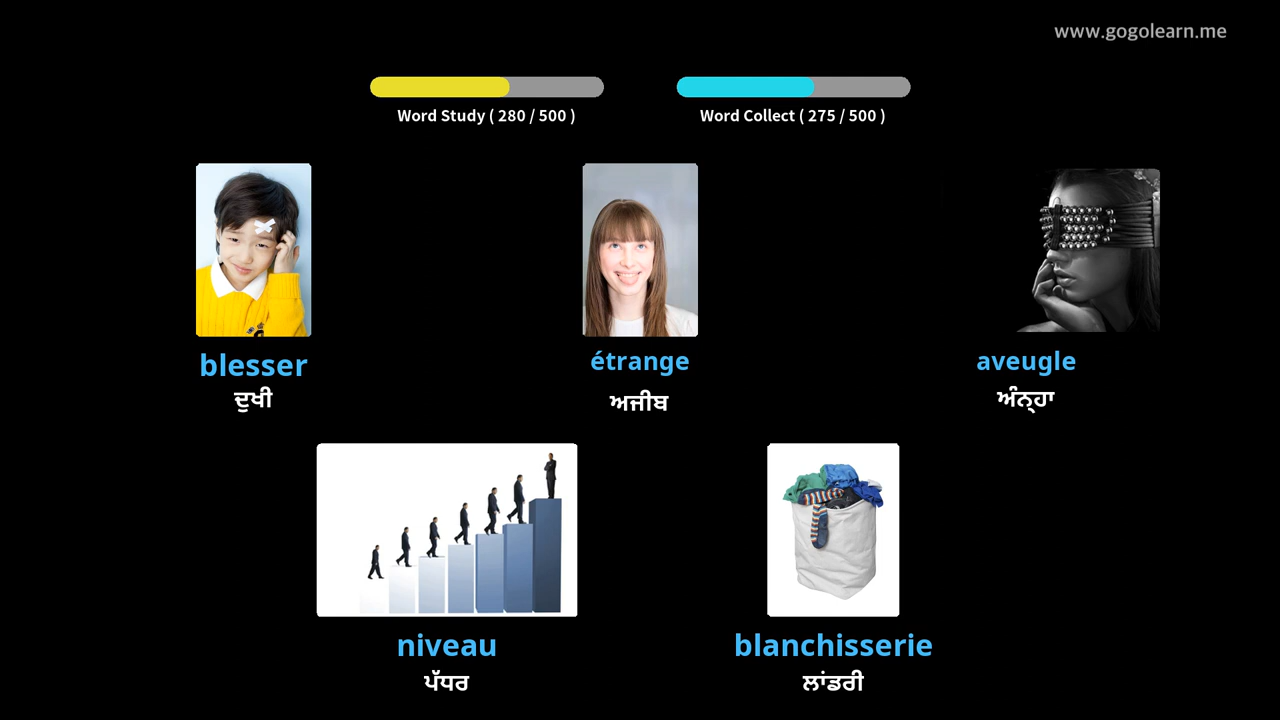 www.gogolearn.me
Word Study ( 280 / 500 )
Word Collect ( 275 / 500 )
blesser
ਦੁਖੀ
étrange
ਅਜੀਬ
aveugle
ਅੰਨ੍ਹਾ
niveau
ਪੱਧਰ
blanchisserie
ਲਾਂਡਰੀ